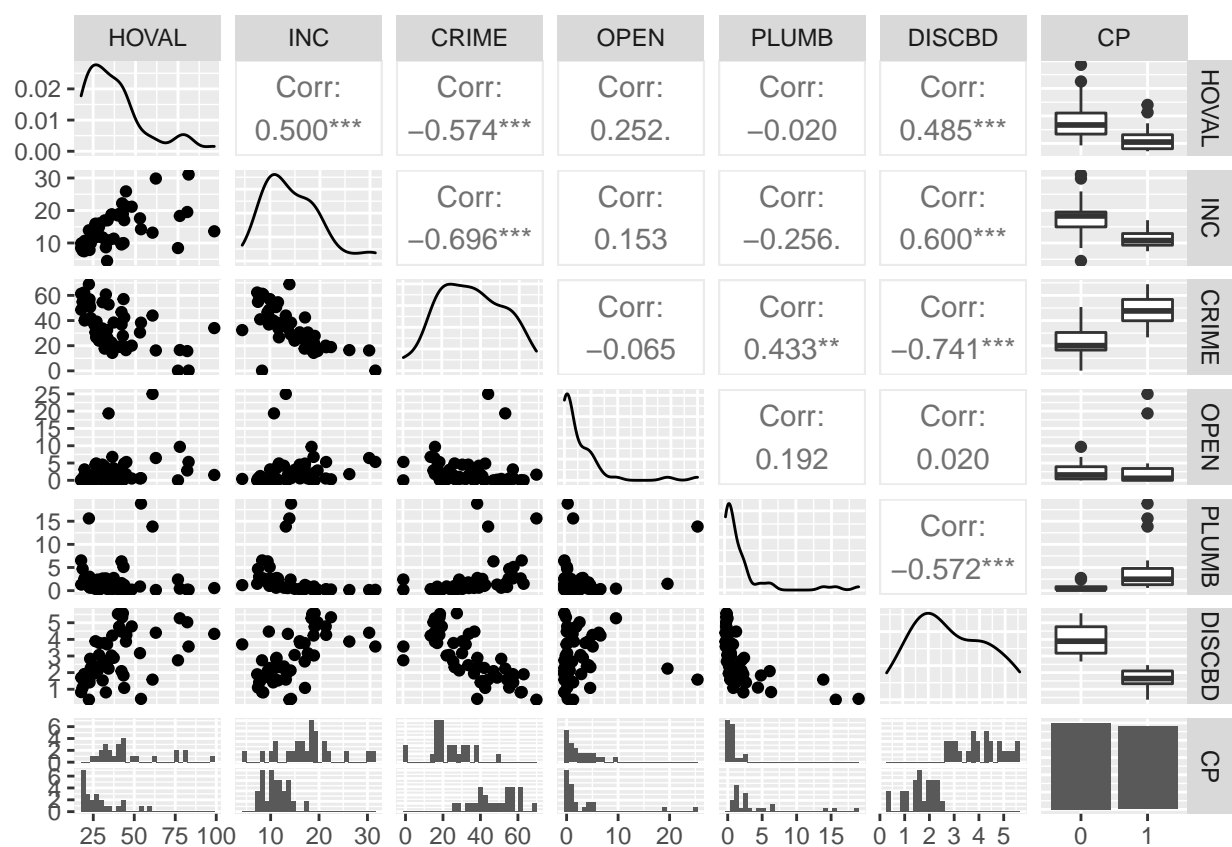 HOVAL INC CRIME OPEN PLUMB DISCBD CP
0.02
0.01
0.00
Corr:
0.500***
Corr:
−0.574***
Corr:
0.252.
Corr:
−0.020
Corr:
0.485***
HOVAL
30
20
10
Corr:
−0.696***
Corr:
0.153
Corr:
−0.256.
Corr:
0.600***
INC
60
40
20
0
Corr:
−0.065
Corr:
0.433**
Corr:
−0.741***
CRIME
25
20
15
10
5
0
Corr:
0.192
Corr:
0.020
OPEN
15
10
5
0
Corr:
−0.572***
PLUMB
5
4
3
2
1
DISCBD
6
4
2
0
6
4
2
0
CP
25 50 75 100 10 20 30 0 20 40 60 0 10 20 0 5 10 15 0 1 2 3 4 5 0 1